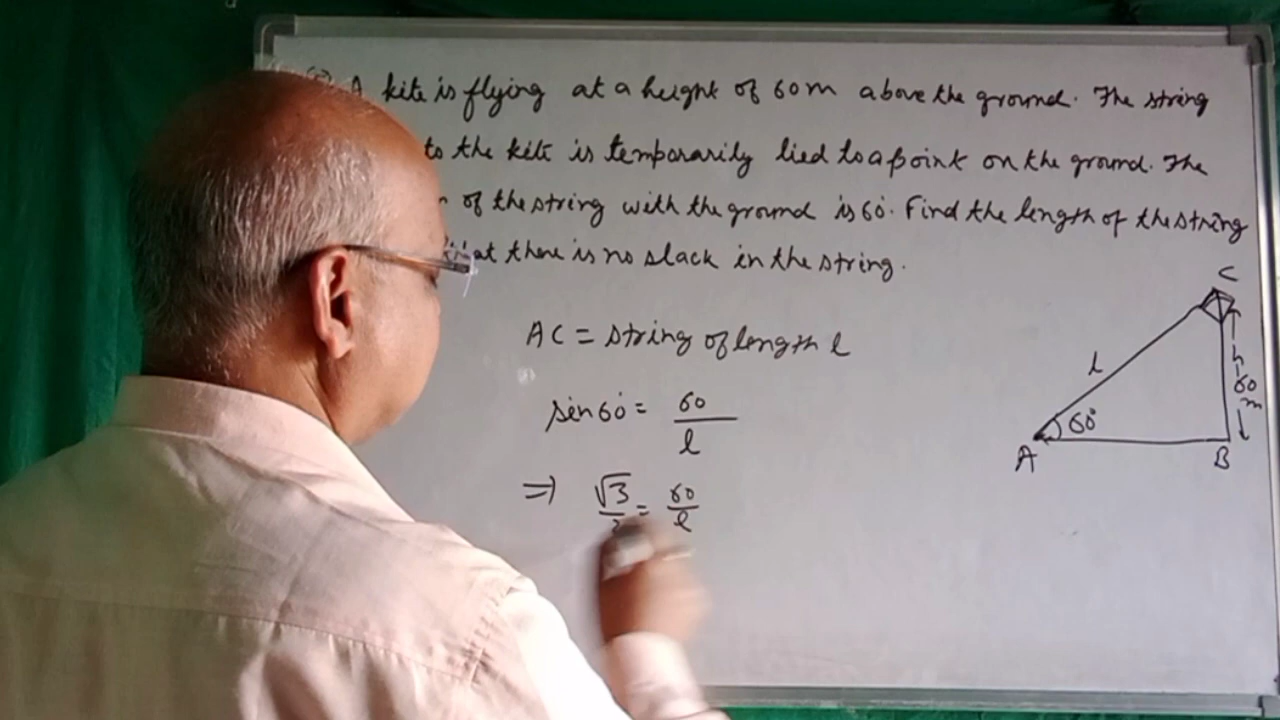 A kite is flying at a height of 60m above the ground. The string
to the kite is temporarily tied to a point on the ground. The
of the string with the ground is 60°. Find the length of the string
that there is no slack in the string.
AC = string of length l
sin60° = 60/l
⇒ √3/2 = 60/l
C
l
h
60
m
60°
A
B